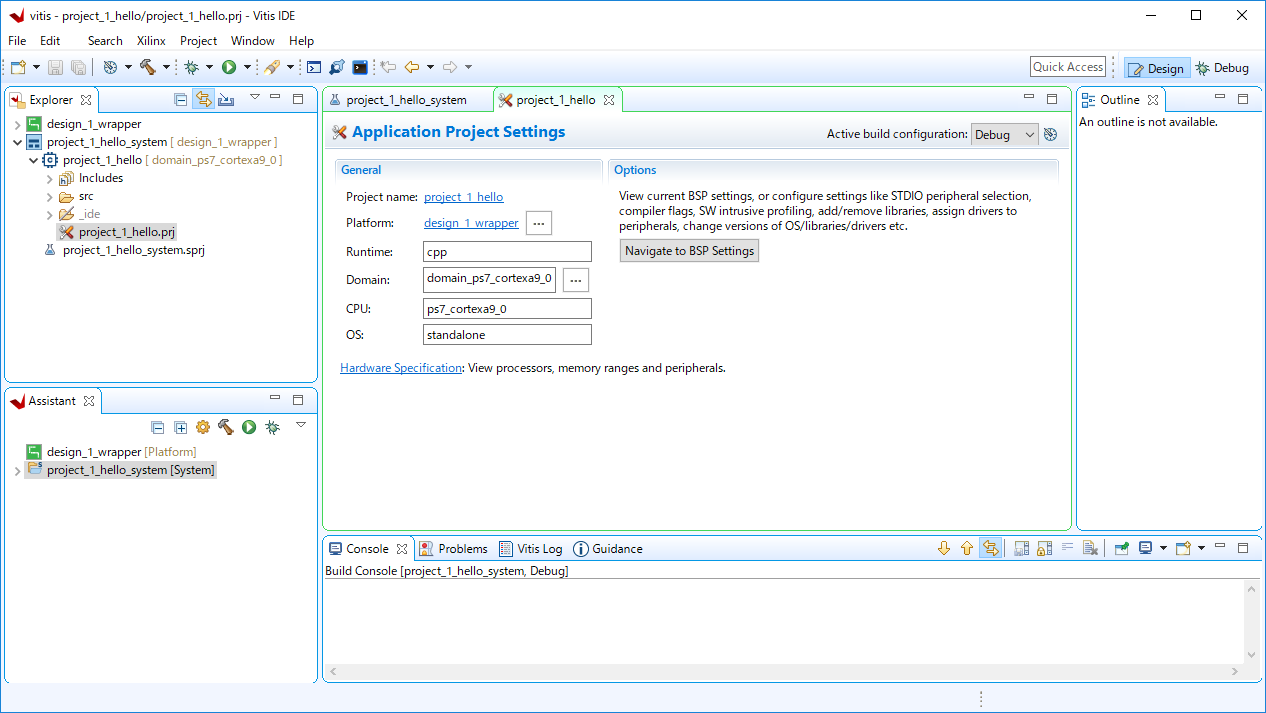 vitis - project_1_hello/project_1_hello.prj - Vitis IDE
File Edit Search Xilinx Project Window Help
Quick Access Design Debug
Explorer
design_1_wrapper
project_1_hello_system [ design_1_wrapper ]
project_1_hello [ domain_ps7_cortexa9_0 ]
Includes
src
_ide
project_1_hello.prj
project_1_hello_system.sprj
Assistant
design_1_wrapper [Platform]
project_1_hello_system [System]
project_1_hello_system project_1_hello
Application Project Settings
Active build configuration: Debug
General
Project name: project_1_hello
Platform: design_1_wrapper ...
Runtime: cpp
Domain: domain_ps7_cortexa9_0 ...
CPU: ps7_cortexa9_0
OS: standalone
Hardware Specification: View processors, memory ranges and peripherals.
Options
View current BSP settings, or configure settings like STDIO peripheral selection,
compiler flags, SW intrusive profiling, add/remove libraries, assign drivers to
peripherals, change versions of OS/libraries/drivers etc.
Navigate to BSP Settings
Outline
An outline is not available.
Console Problems Vitis Log Guidance
Build Console [project_1_hello_system, Debug]